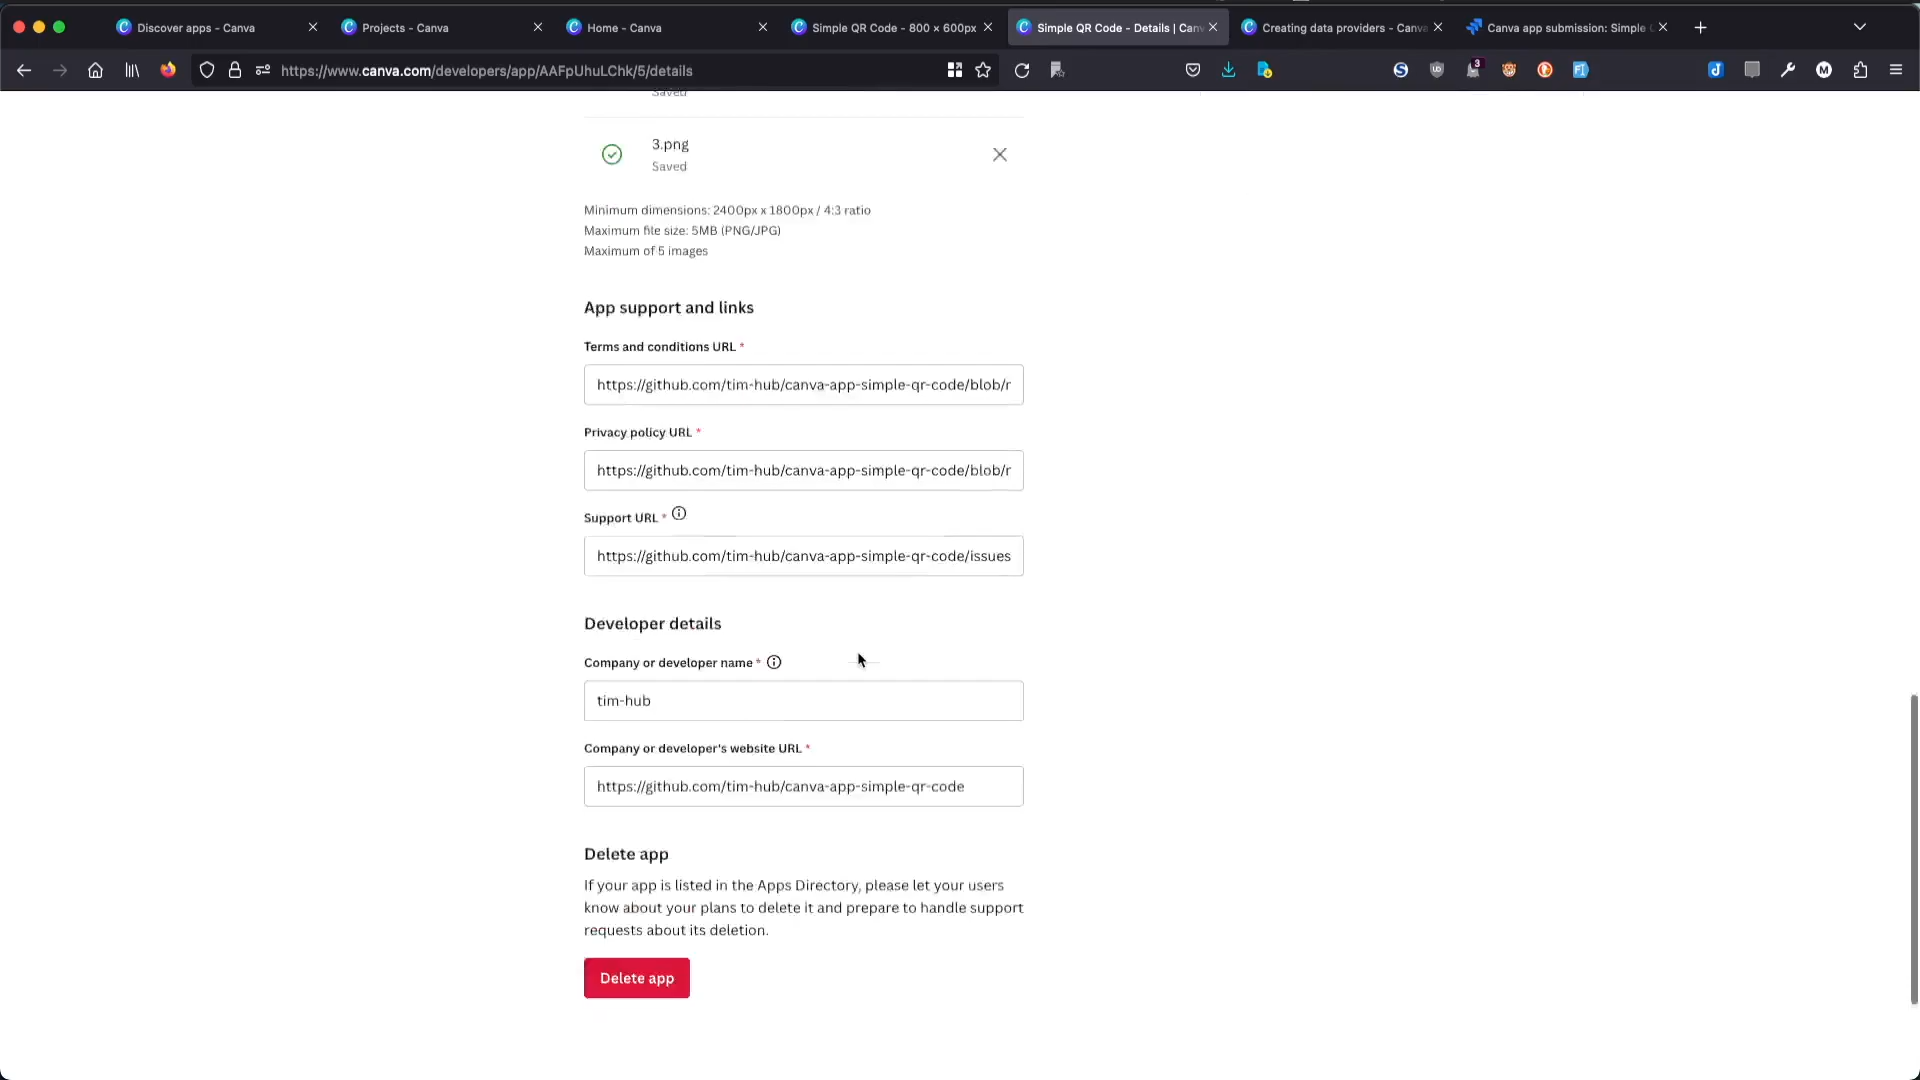 Discover apps - Canva
Projects - Canva
Home - Canva
Simple QR Code - 800 × 600px
Simple QR Code - Details | Can
Creating data providers - Canva
Canva app submission: Simple
https://www.canva.com/developers/app/AAFpUhuLChk/5/details
3
Saved
3.png
Saved
Minimum dimensions: 2400px x 1800px / 4:3 ratio
Maximum file size: 5MB (PNG/JPG)
Maximum of 5 images
App support and links
Terms and conditions URL *
https://github.com/tim-hub/canva-app-simple-qr-code/blob/r
Privacy policy URL *
https://github.com/tim-hub/canva-app-simple-qr-code/blob/r
Support URL *
https://github.com/tim-hub/canva-app-simple-qr-code/issues
Developer details
Company or developer name *
tim-hub
Company or developer's website URL *
https://github.com/tim-hub/canva-app-simple-qr-code
Delete app
If your app is listed in the Apps Directory, please let your users
know about your plans to delete it and prepare to handle support
requests about its deletion.
Delete app